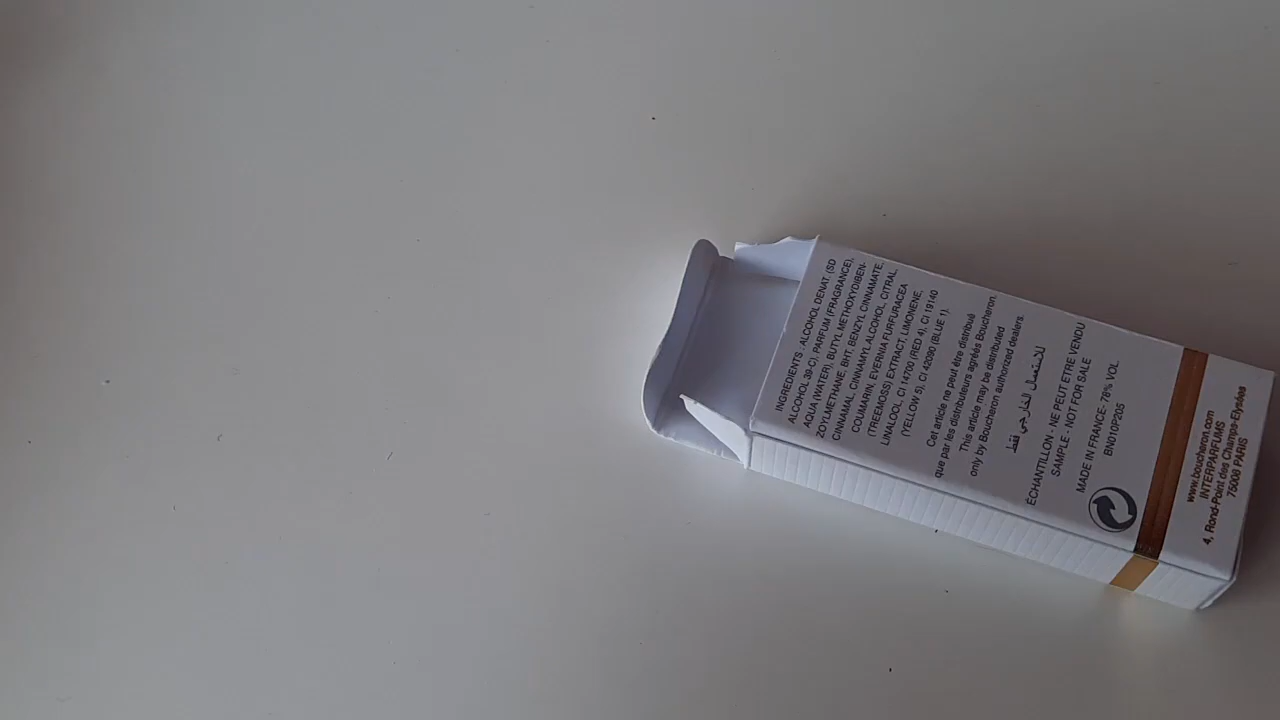 INGREDIENTS : ALCOHOL DENAT. (SD
ALCOHOL 39-C), PARFUM (FRAGRANCE),
AQUA (WATER), BUTYL METHOXYDIBEN-
ZOYLMETHANE, BHT, BENZYL CINNAMATE,
CINNAMAL, CINNAMYL ALCOHOL, CITRAL,
COUMARIN, EVERNIA FURFURACEA
(TREEMOSS) EXTRACT, LIMONENE,
LINALOOL, CI 14700 (RED 4), CI 19140
(YELLOW 5), CI 42090 (BLUE 1).
Cet article ne peut être distribué
que par les distributeurs agréés Boucheron.
This article may be distributed
only by Boucheron authorized dealers.
للاستعمال الخارجي فقط
ÉCHANTILLON - NE PEUT ETRE VENDU
SAMPLE - NOT FOR SALE
MADE IN FRANCE- 78% VOL.
BN010P205
www.boucheron.com
INTERPARFUMS
4, Rond-Point des Champs-Elysées
75008 PARIS